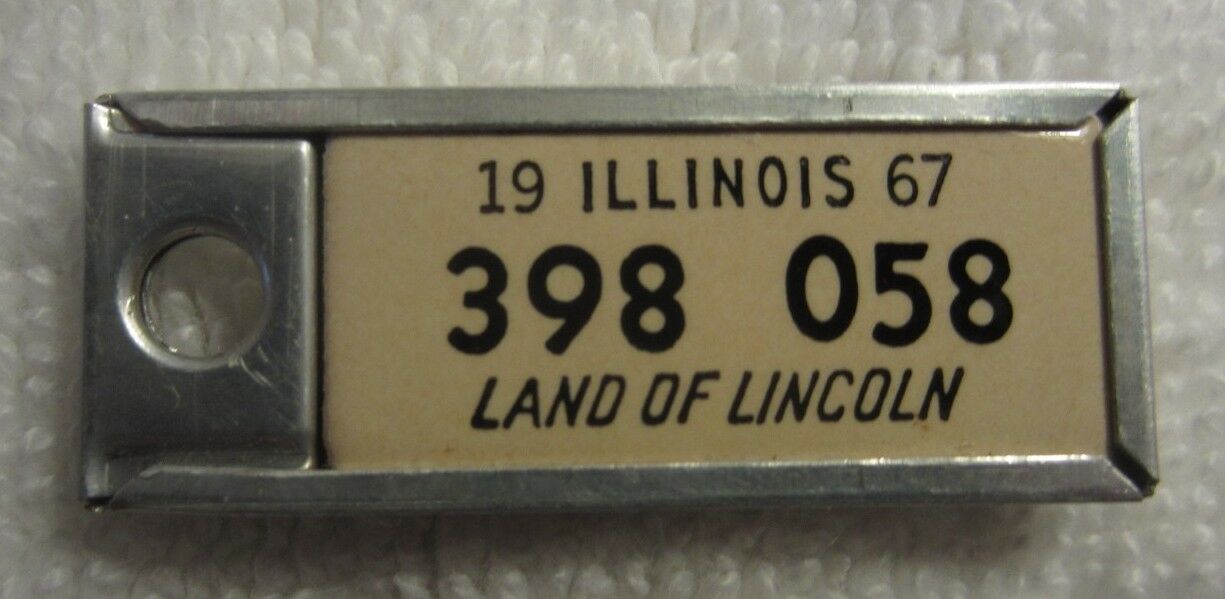 19 ILLINOIS 67
398 058
LAND OF LINCOLN